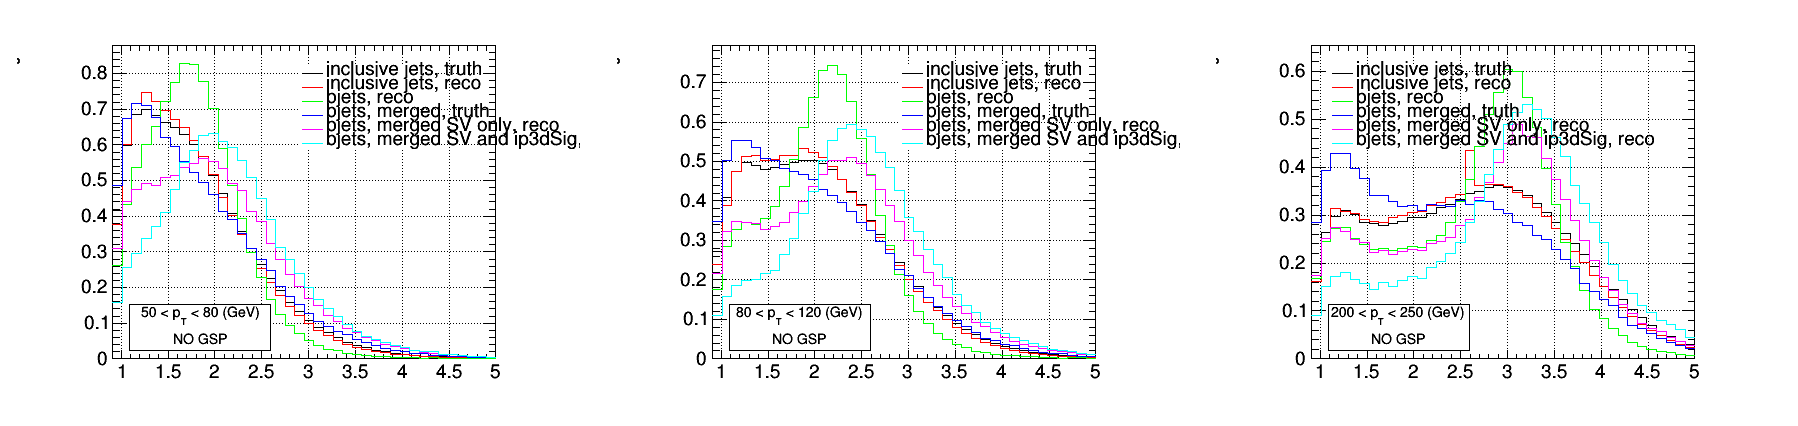 inclusive jets, truth
inclusive jets, reco
bjets, reco
bjets, merged, truth
bjets, merged SV only, reco
bjets, merged SV and ip3dSig,
0.8
0.7
0.6
0.5
0.4
0.3
0.2
0.1
0
50 < pT < 80 (GeV)
NO GSP
1 1.5 2 2.5 3 3.5 4 4.5 5
inclusive jets, truth
inclusive jets, reco
bjets, reco
bjets, merged, truth
bjets, merged SV only, reco
bjets, merged SV and ip3dSig,
0.7
0.6
0.5
0.4
0.3
0.2
0.1
0
80 < pT < 120 (GeV)
NO GSP
1 1.5 2 2.5 3 3.5 4 4.5 5
inclusive jets, truth
inclusive jets, reco
bjets, reco
bjets, merged, truth
bjets, merged SV only, reco
bjets, merged SV and ip3dSig, reco
0.6
0.5
0.4
0.3
0.2
0.1
0
200 < pT < 250 (GeV)
NO GSP
1 1.5 2 2.5 3 3.5 4 4.5 5